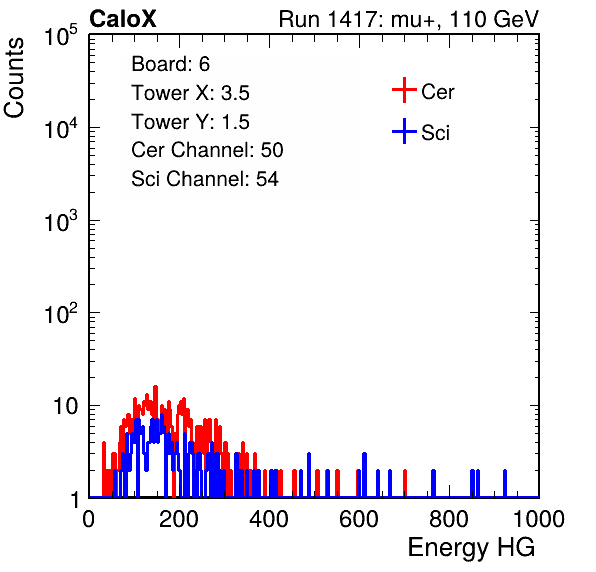 CaloX Run 1417: mu+, 110 GeV
Counts
Board: 6
Tower X: 3.5
Tower Y: 1.5
Cer Channel: 50
Sci Channel: 54
Cer
Sci
10^5
10^4
10^3
10^2
10
1
0 200 400 600 800 1000
Energy HG